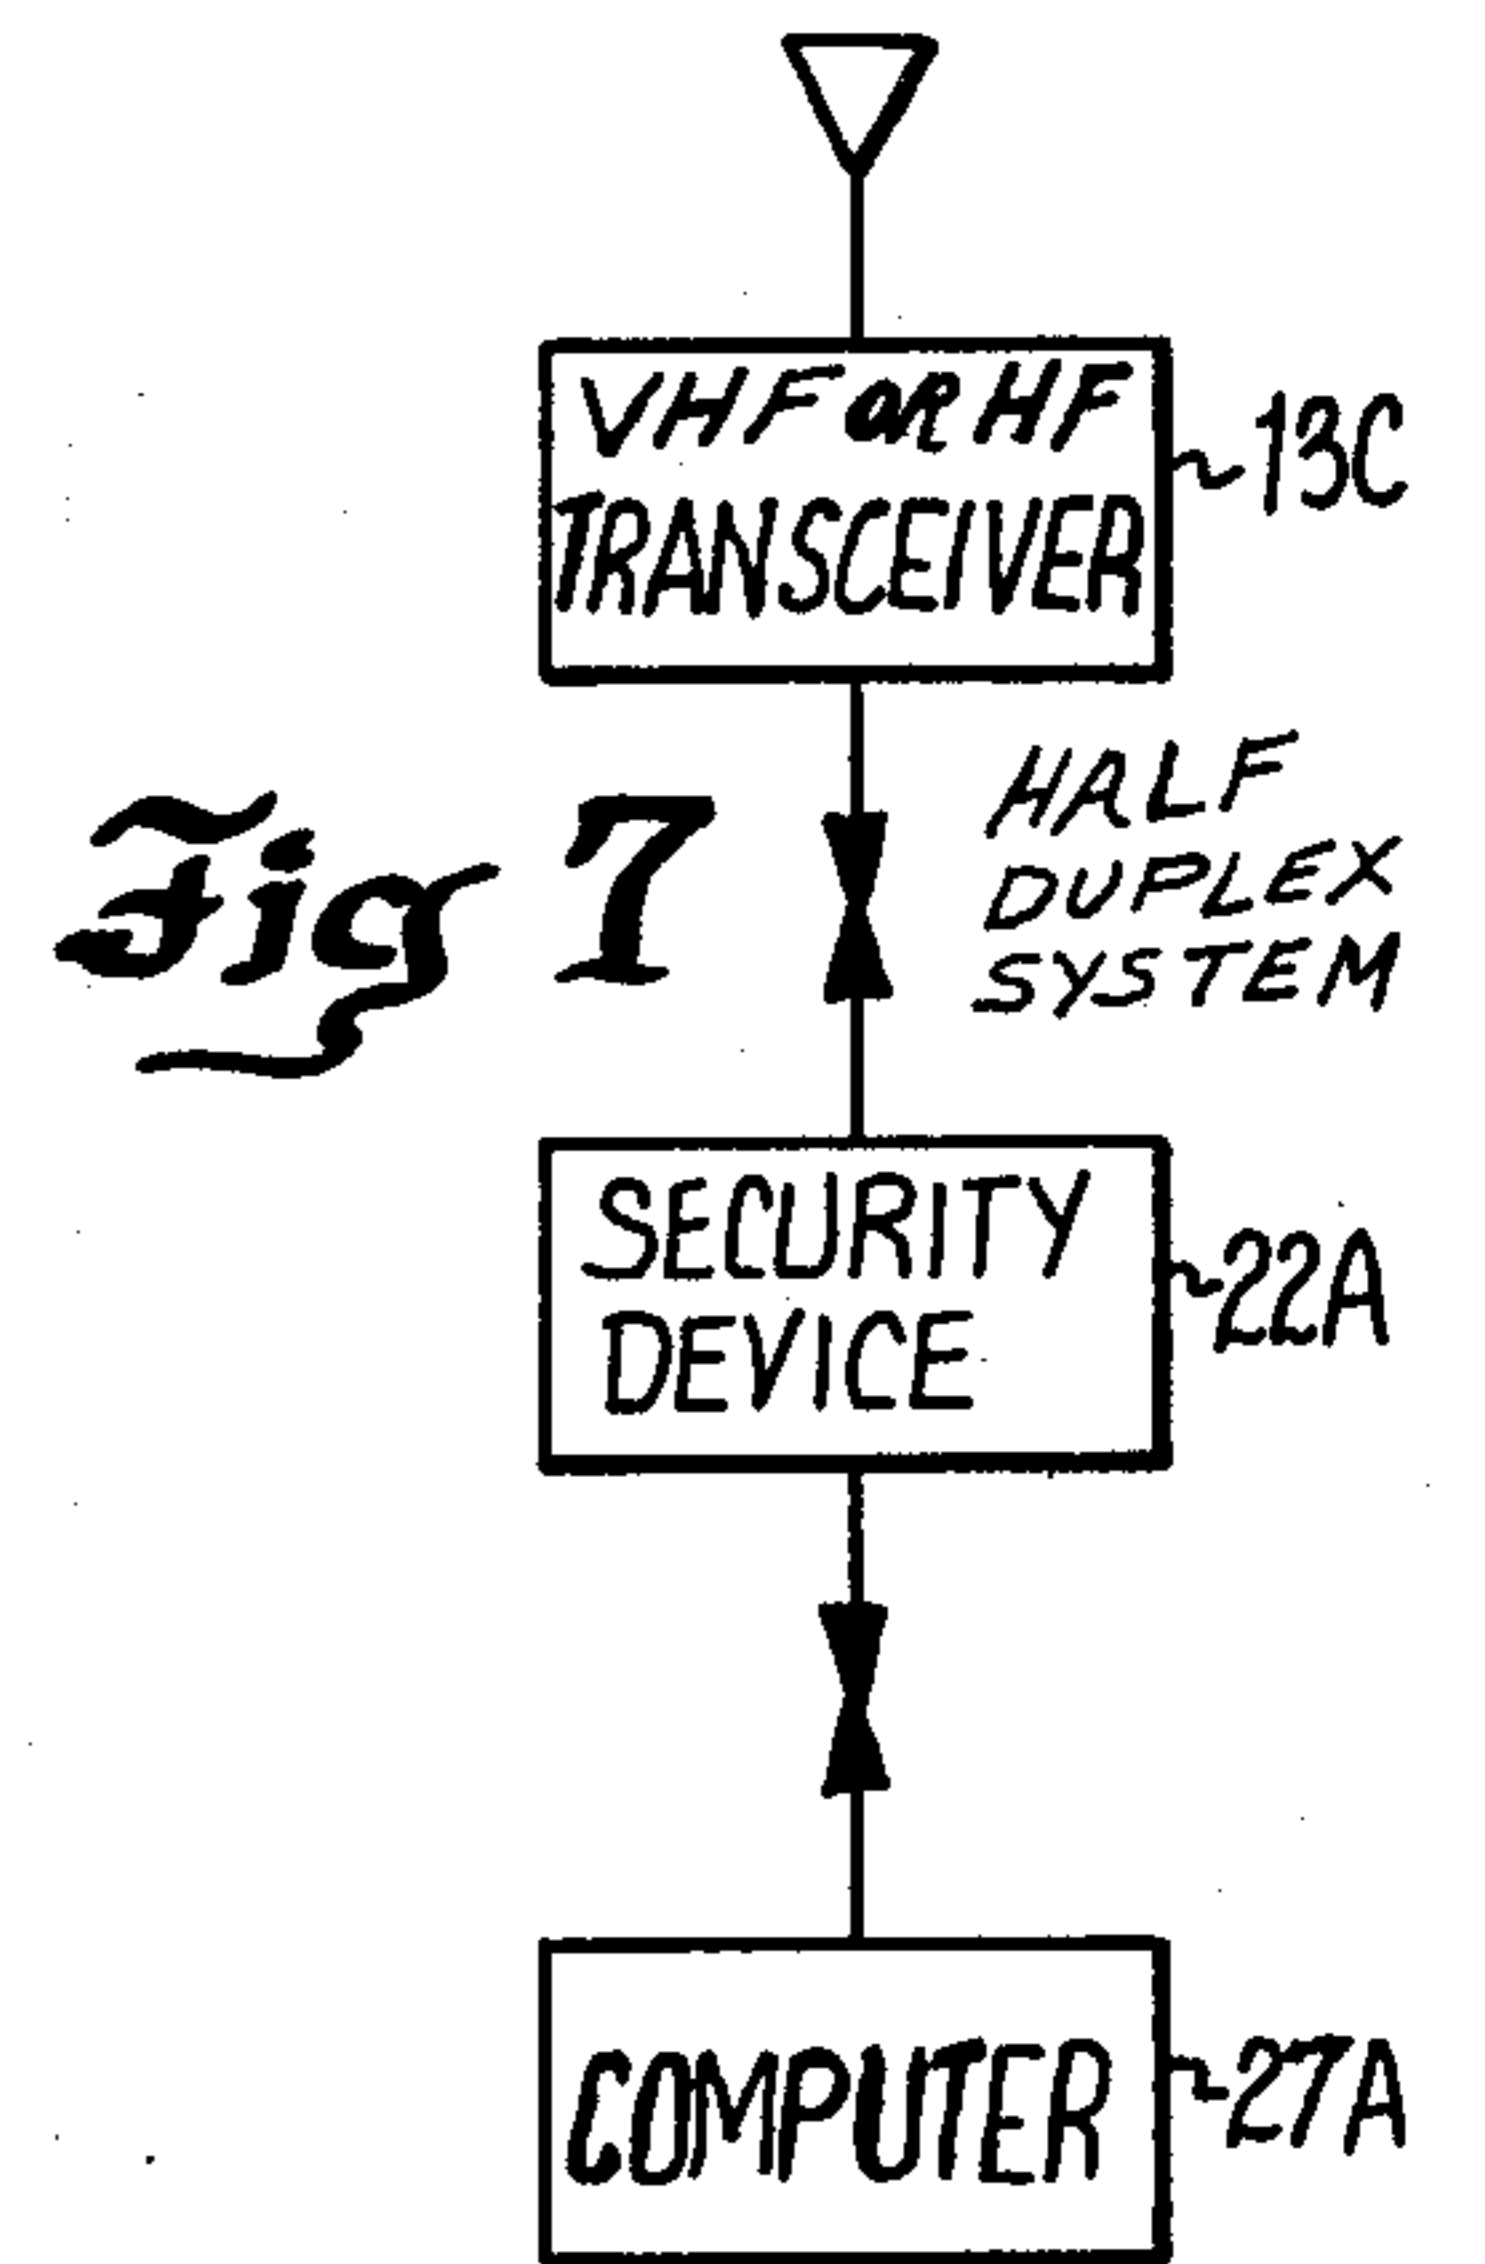 VHF OR HF
TRANSCEIVER
13C
HALF
DUPLEX
SYSTEM
Fig 7
SECURITY
DEVICE
22A
COMPUTER
27A